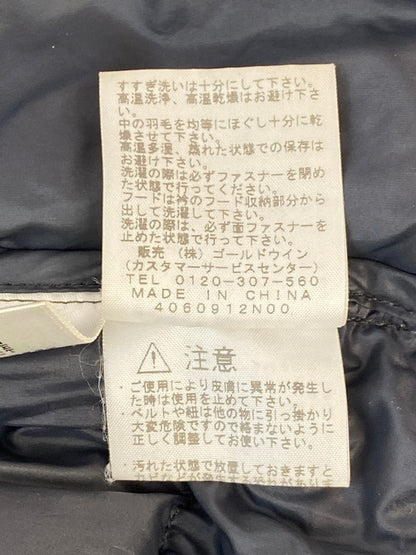 すすぎ洗いは十分にして下さい。
高温洗浄、高温乾燥はお避け下さ
い。
中の羽毛を均等にほぐし十分に乾
燥させて下さい。
高温多湿、蒸れた状態での保存は
お避け下さい。
洗濯の際は必ずファスナーを閉め
た状態で行ってください。
フードは衿のフード収納部分から
出して洗濯して下さい。
洗濯の際は、必ず面ファスナーを
止めた状態で行って下さい。
販売 (株)ゴールドウイン
(カスタマーサービスセンター)
TEL 0120-307-560
MADE IN CHINA
4060912N00
注意
・ご使用により皮膚に異常が発生し
た時は使用を止めて下さい。
・ベルトや紐は他の物に引っ掛かり
大変危険ですので絡まないように
正しく調整してお使い下さい。
・汚れた状態で放置しておきますと